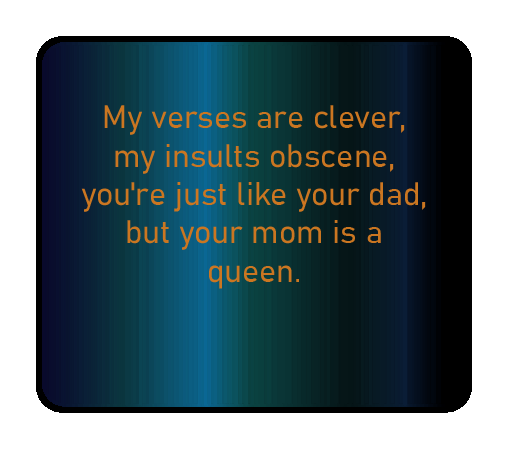 My verses are clever,
my insults obscene,
you're just like your dad,
but your mom is a
queen.